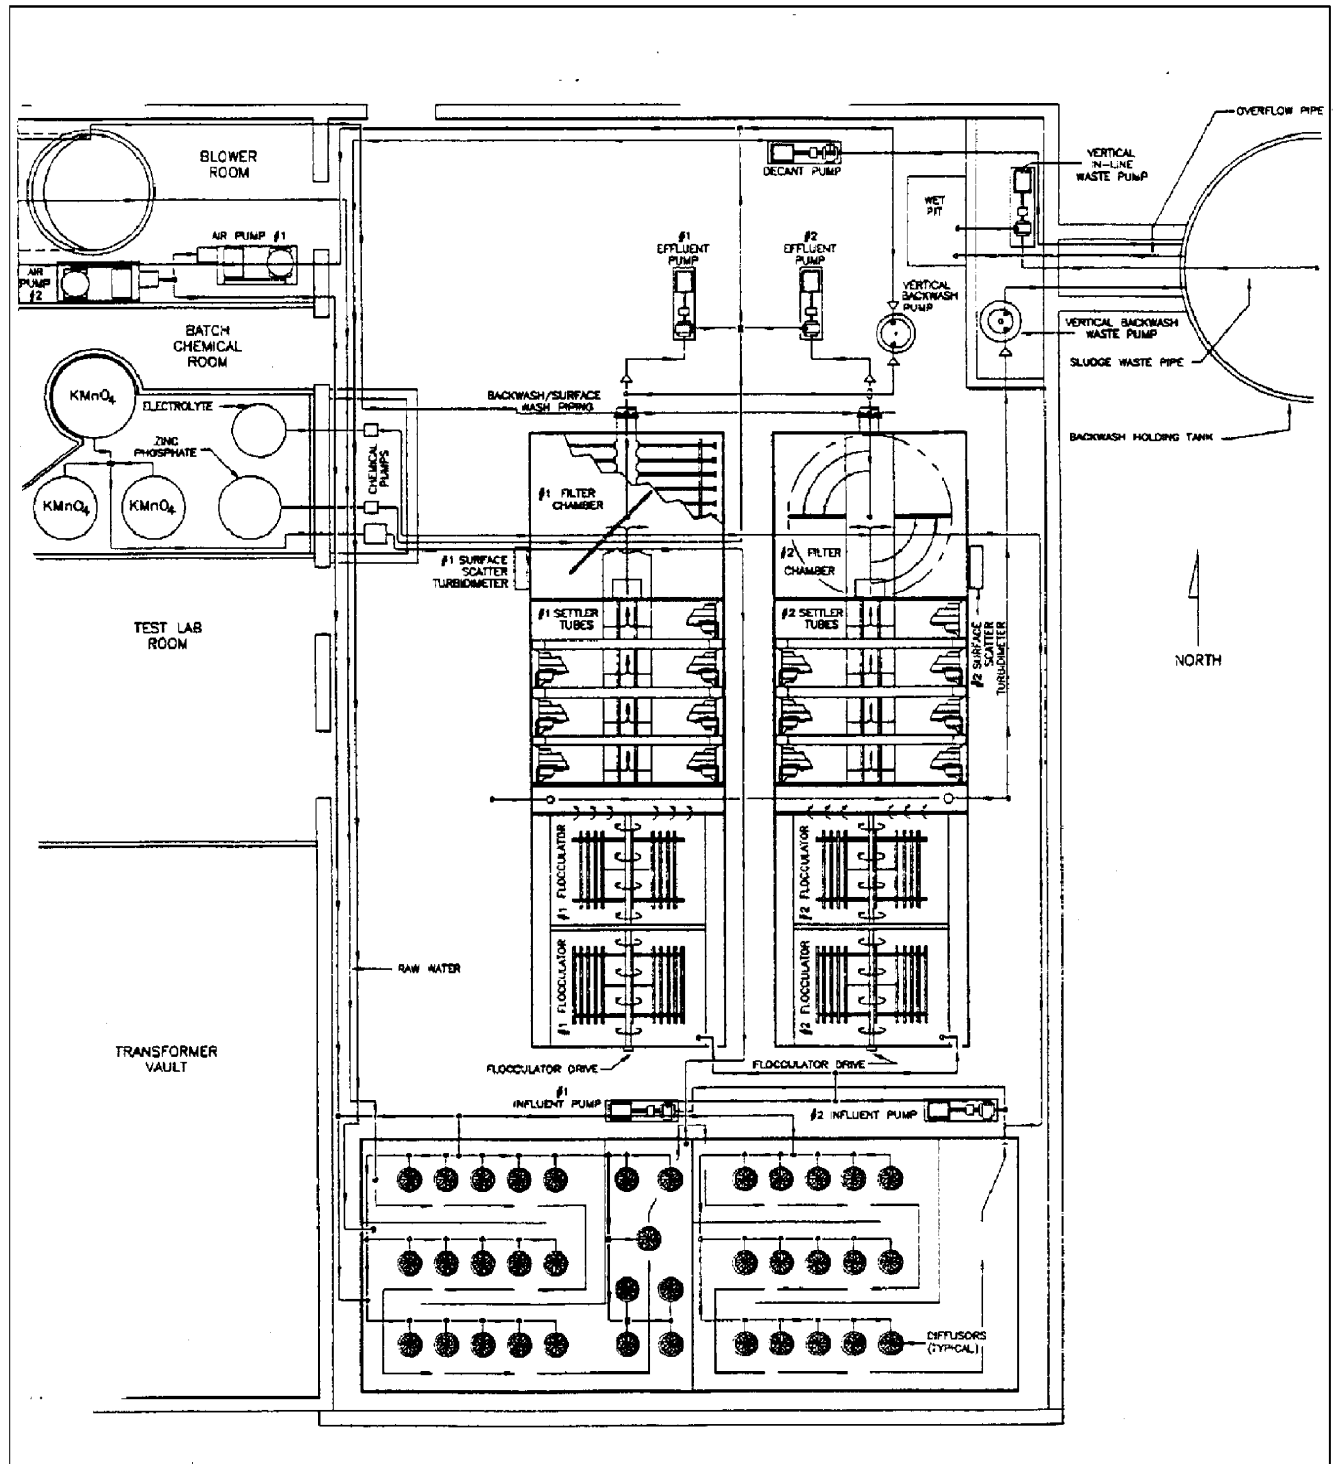 OVERFLOW PIPE
BLOWER
ROOM
DECANT PUMP
VERTICAL
IN-LINE
WASTE PUMP
WET
PIT
AIR PUMP #1
AIR
PUMP
#2
#1
EFFLUENT
PUMP
#2
EFFLUENT
PUMP
VERTICAL
BACKWASH
PUMP
VERTICAL BACKWASH
WASTE PUMP
SLUDGE WASTE PIPE
BACKWASH HOLDING TANK
BATCH
CHEMICAL
ROOM
KMnO4
ELECTROLYTE
ZINC
PHOSPHATE
KMnO4
KMnO4
CHEMICAL
PUMPS
BACKWASH/SURFACE
WASH PIPING
#1 FILTER
CHAMBER
#2 FILTER
CHAMBER
#1 SURFACE
SCATTER
TURBIDIMETER
#2 SURFACE
SCATTER
TURBIDIMETER
#1 SETTLER
TUBES
#2 SETTLER
TUBES
TEST LAB
ROOM
NORTH
#1 FLOCCULATOR
#2 FLOCCULATOR
#1 FLOCCULATOR
#2 FLOCCULATOR
RAW WATER
TRANSFORMER
VAULT
FLOCCULATOR DRIVE
FLOCCULATOR DRIVE
#1
INFLUENT PUMP
#2 INFLUENT PUMP
DIFFUSORS
(TYPICAL)